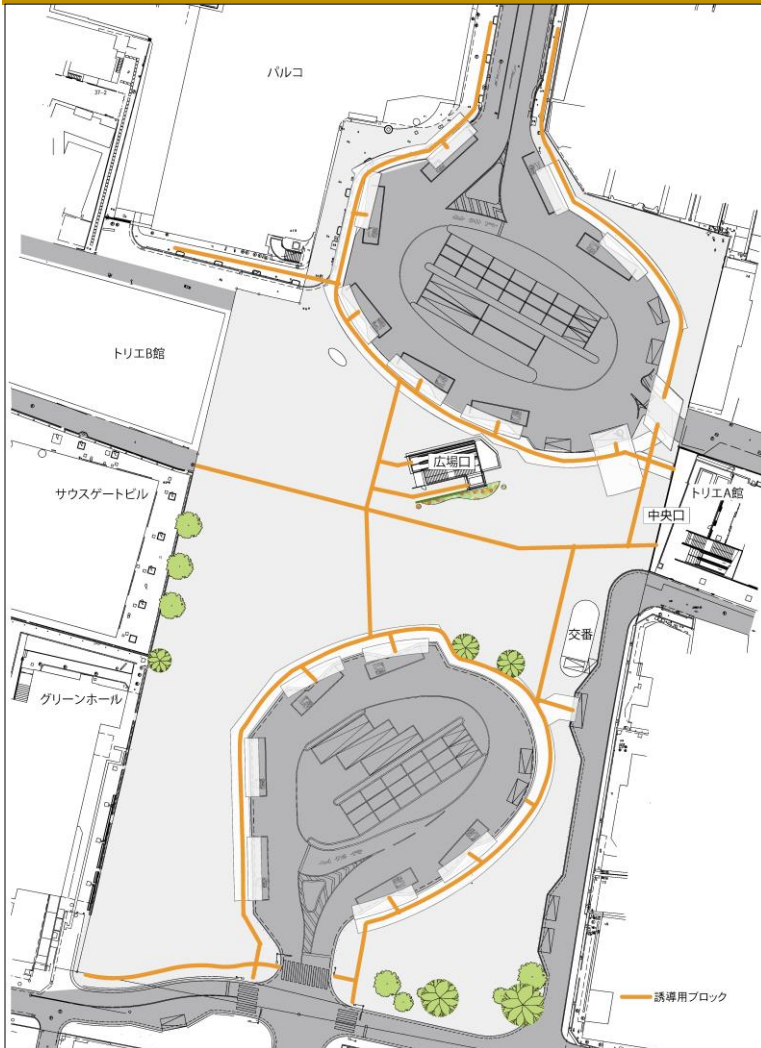 パルコ
トリエB館
広場口
サウスゲートビル
トリエA館
中央口
交番
グリーンホール
誘導用ブロック